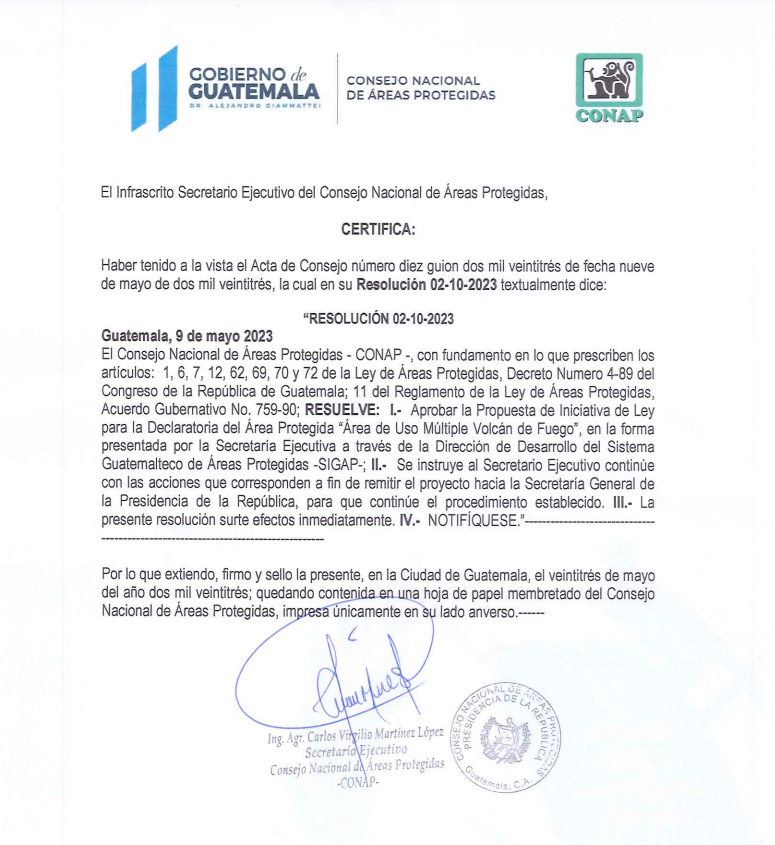 GOBIERNO de
GUATEMALA
DR. ALEJANDRO GIAMMATTEI
CONSEJO NACIONAL
DE ÁREAS PROTEGIDAS
CONAP
El Infrascrito Secretario Ejecutivo del Consejo Nacional de Áreas Protegidas,
CERTIFICA:
Haber tenido a la vista el Acta de Consejo número diez guion dos mil veintitrés de fecha nueve
de mayo de dos mil veintitrés, la cual en su Resolución 02-10-2023 textualmente dice:
“RESOLUCIÓN 02-10-2023
Guatemala, 9 de mayo 2023
El Consejo Nacional de Áreas Protegidas - CONAP -, con fundamento en lo que prescriben los
artículos: 1, 6, 7, 12, 62, 69, 70 y 72 de la Ley de Áreas Protegidas, Decreto Numero 4-89 del
Congreso de la República de Guatemala; 11 del Reglamento de la Ley de Áreas Protegidas,
Acuerdo Gubernativo No. 759-90; RESUELVE: I.- Aprobar la Propuesta de Iniciativa de Ley
para la Declaratoria del Área Protegida “Área de Uso Múltiple Volcán de Fuego”, en la forma
presentada por la Secretaría Ejecutiva a través de la Dirección de Desarrollo del Sistema
Guatemalteco de Áreas Protegidas -SIGAP-; II.- Se instruye al Secretario Ejecutivo continúe
con las acciones que corresponden a fin de remitir el proyecto hacia la Secretaría General de
la Presidencia de la República, para que continúe el procedimiento establecido. III.- La
presente resolución surte efectos inmediatamente. IV.- NOTIFÍQUESE.”--------------------------------
-------------------------------------------------------
Por lo que extiendo, firmo y sello la presente, en la Ciudad de Guatemala, el veintitrés de mayo
del año dos mil veintitrés; quedando contenida en una hoja de papel membretado del Consejo
Nacional de Áreas Protegidas, impresa únicamente en su lado anverso.------
Ing. Agr. Carlos Virgilio Martínez López
Secretario Ejecutivo
Consejo Nacional de Áreas Protegidas
-CONAP-
CONSEJO NACIONAL DE ÁREAS PROTEGIDAS
PRESIDENCIA DE LA REPÚBLICA
Guatemala, C.A.